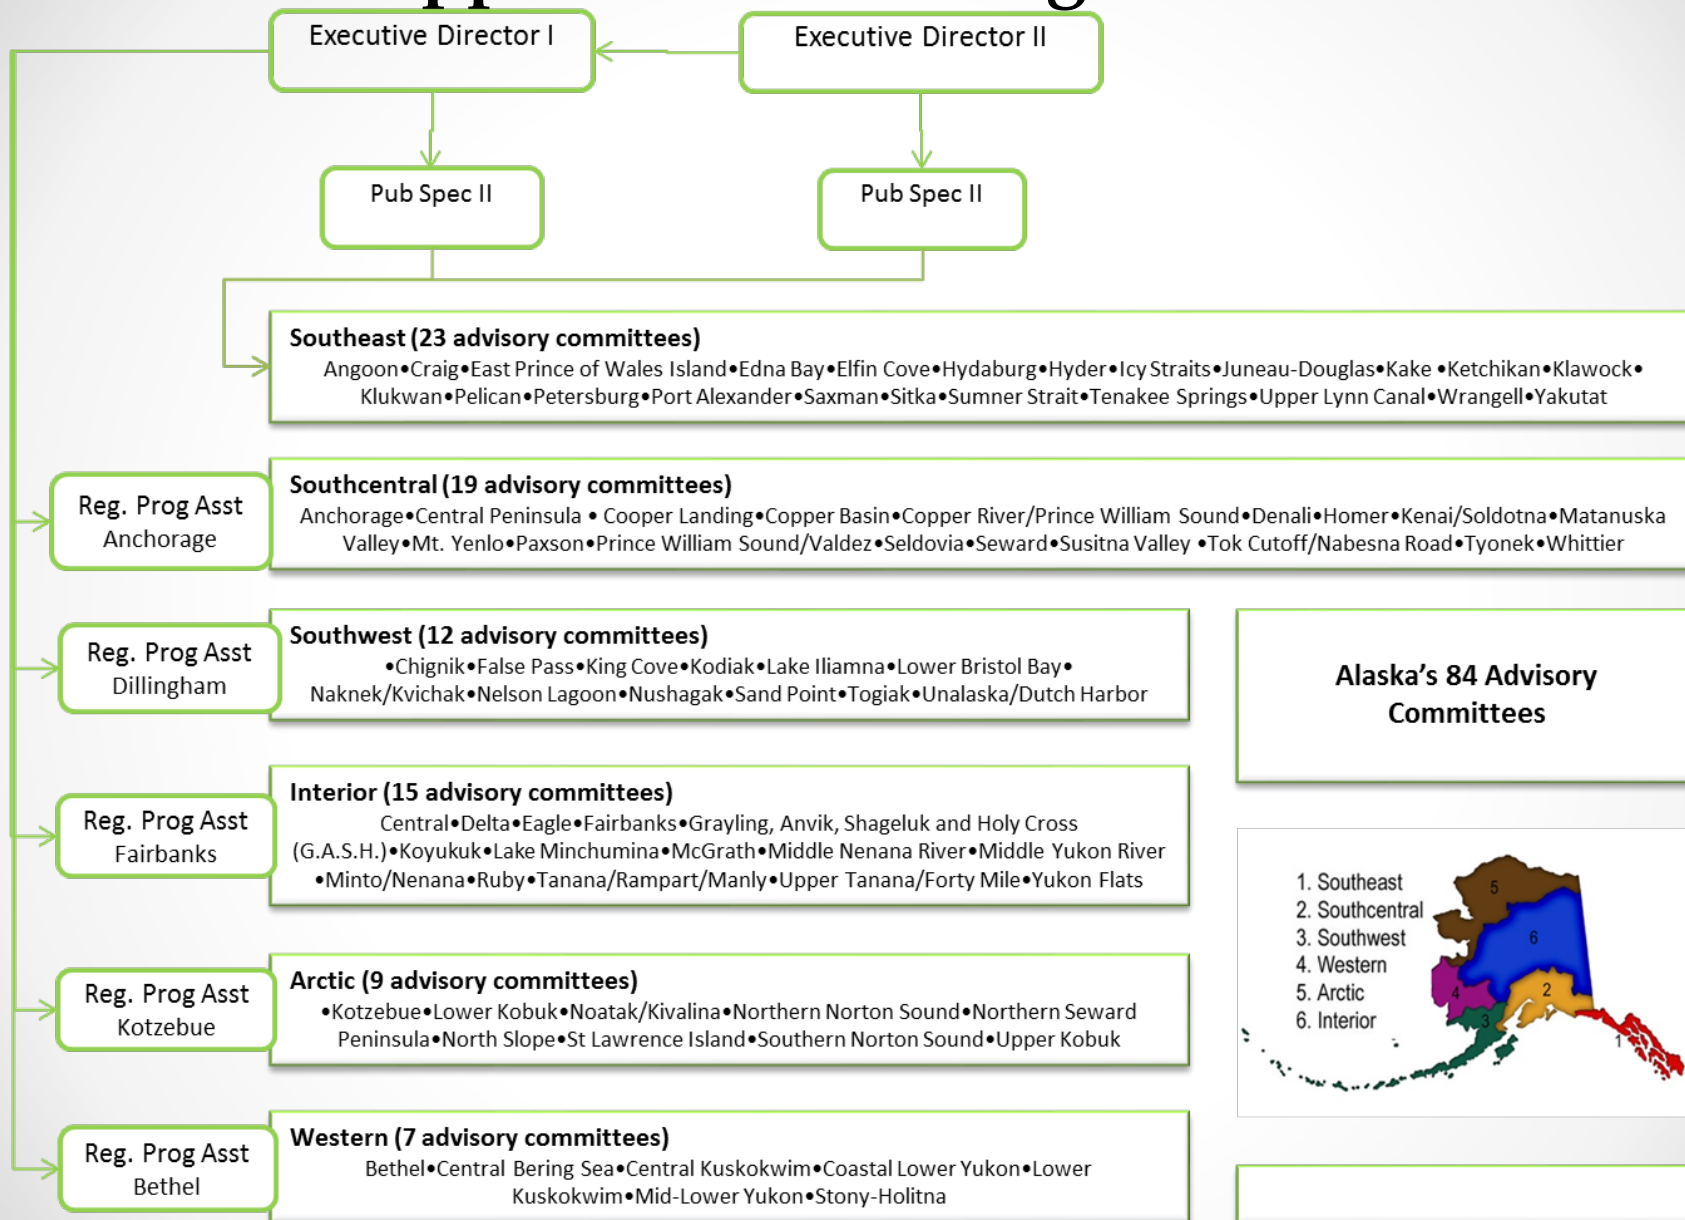 Executive Director I
Executive Director II
Pub Spec II
Pub Spec II
Southeast (23 advisory committees)
Angoon•Craig•East Prince of Wales Island•Edna Bay•Elfin Cove•Hydaburg•Hyder•Icy Straits•Juneau-Douglas•Kake •Ketchikan•Klawock•
Klukwan•Pelican•Petersburg•Port Alexander•Saxman•Sitka•Sumner Strait•Tenakee Springs•Upper Lynn Canal•Wrangell•Yakutat
Reg. Prog Asst
Anchorage
Southcentral (19 advisory committees)
Anchorage•Central Peninsula • Cooper Landing•Copper Basin•Copper River/Prince William Sound•Denali•Homer•Kenai/Soldotna•Matanuska
Valley•Mt. Yenlo•Paxson•Prince William Sound/Valdez•Seldovia•Seward•Susitna Valley •Tok Cutoff/Nabesna Road•Tyonek•Whittier
Reg. Prog Asst
Dillingham
Southwest (12 advisory committees)
•Chignik•False Pass•King Cove•Kodiak•Lake Iliamna•Lower Bristol Bay•
Naknek/Kvichak•Nelson Lagoon•Nushagak•Sand Point•Togiak•Unalaska/Dutch Harbor
Alaska's 84 Advisory
Committees
Reg. Prog Asst
Fairbanks
Interior (15 advisory committees)
Central•Delta•Eagle•Fairbanks•Grayling, Anvik, Shageluk and Holy Cross
(G.A.S.H.)•Koyukuk•Lake Minchumina•McGrath•Middle Nenana River•Middle Yukon River
•Minto/Nenana•Ruby•Tanana/Rampart/Manly•Upper Tanana/Forty Mile•Yukon Flats
1. Southeast
2. Southcentral
3. Southwest
4. Western
5. Arctic
6. Interior
5
6
2
4
3
1
Reg. Prog Asst
Kotzebue
Arctic (9 advisory committees)
•Kotzebue•Lower Kobuk•Noatak/Kivalina•Northern Norton Sound•Northern Seward
Peninsula•North Slope•St Lawrence Island•Southern Norton Sound•Upper Kobuk
Reg. Prog Asst
Bethel
Western (7 advisory committees)
Bethel•Central Bering Sea•Central Kuskokwim•Coastal Lower Yukon•Lower
Kuskokwim•Mid-Lower Yukon•Stony-Holitna